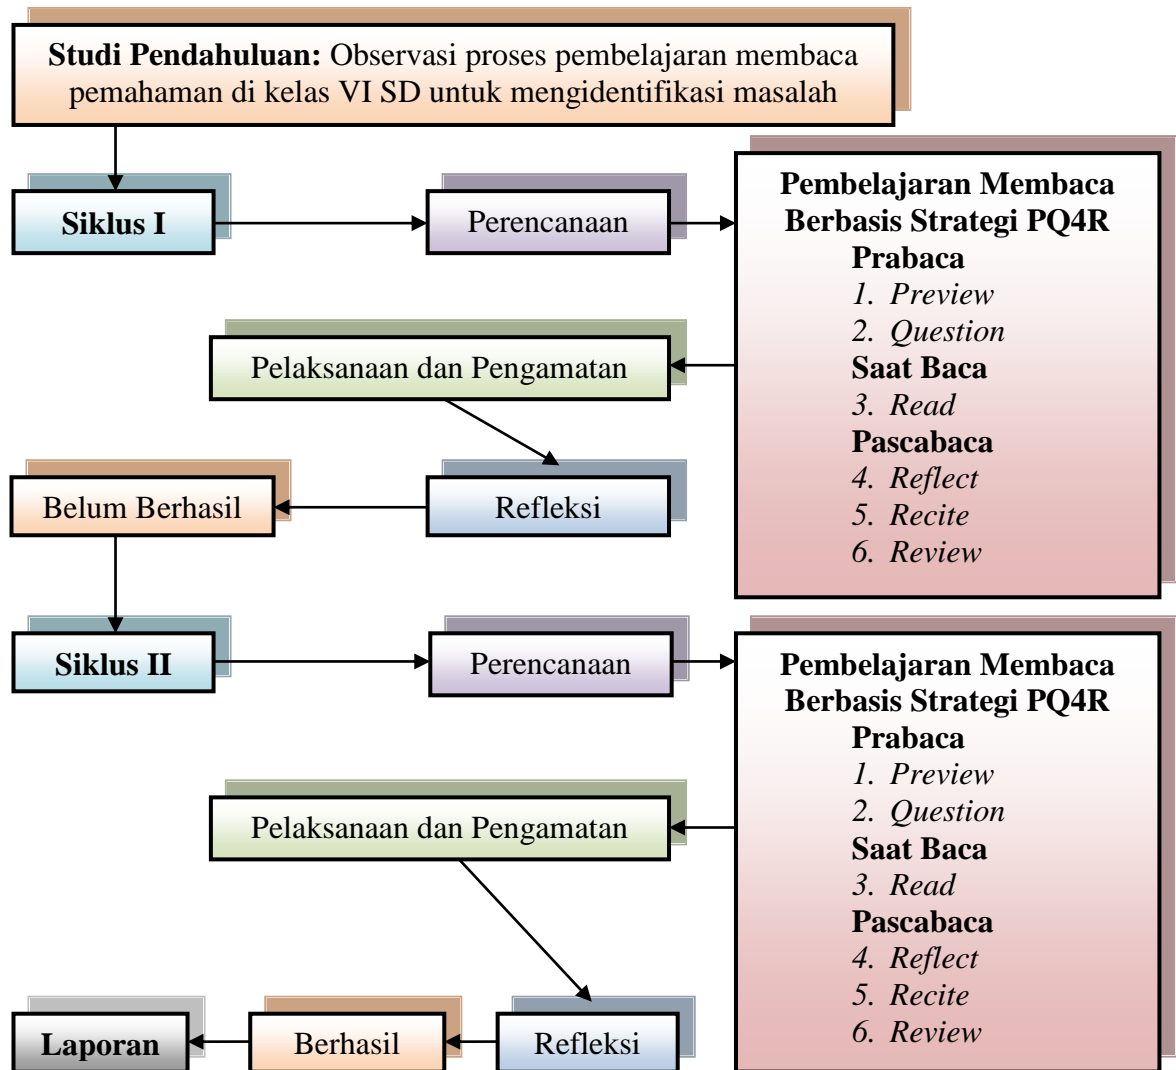 Studi Pendahuluan: Observasi proses pembelajaran membaca
pemahaman di kelas VI SD untuk mengidentifikasi masalah
Siklus I
Perencanaan
Pembelajaran Membaca
Berbasis Strategi PQ4R
Prabaca
1. Preview
2. Question
Saat Baca
3. Read
Pascabaca
4. Reflect
5. Recite
6. Review
Pelaksanaan dan Pengamatan
Refleksi
Belum Berhasil
Siklus II
Perencanaan
Pembelajaran Membaca
Berbasis Strategi PQ4R
Prabaca
1. Preview
2. Question
Saat Baca
3. Read
Pascabaca
4. Reflect
5. Recite
6. Review
Pelaksanaan dan Pengamatan
Refleksi
Berhasil
Laporan